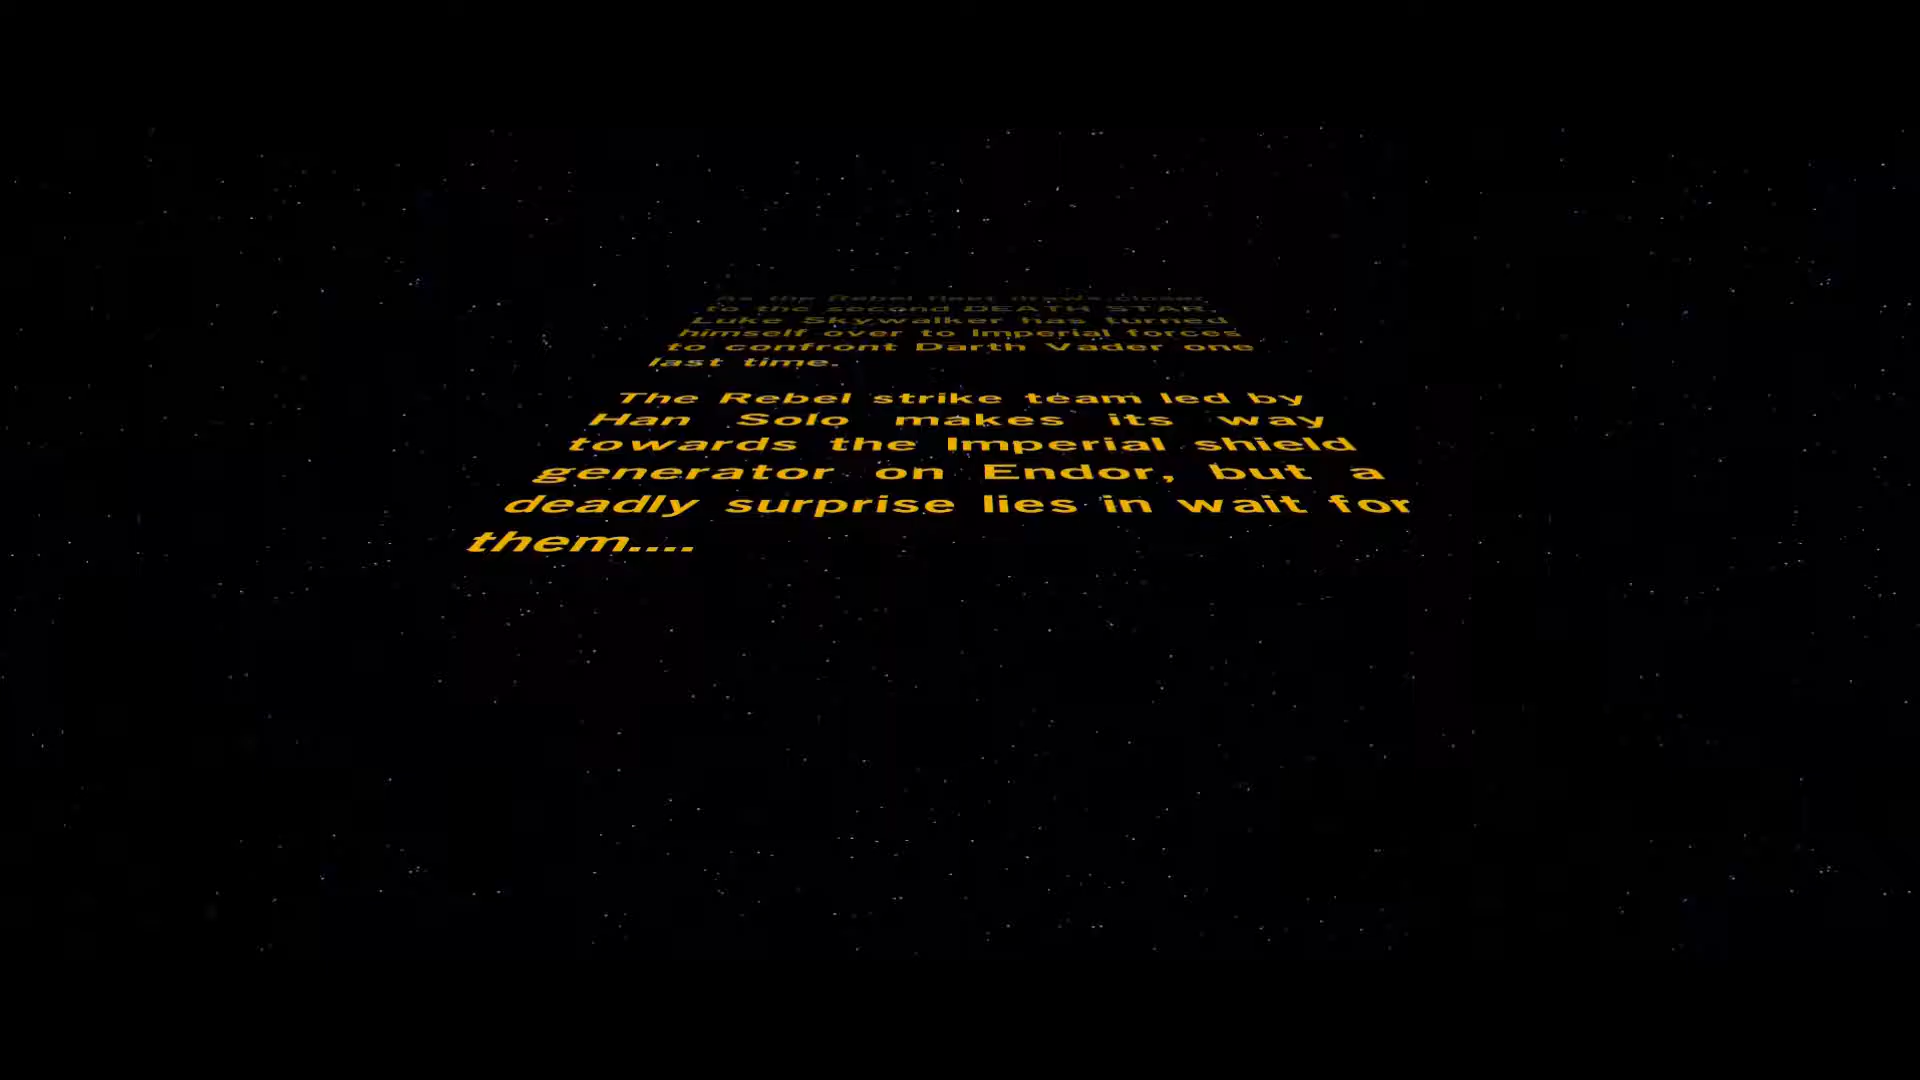 As the Rebel fleet draws closer
to the second DEATH STAR,
Luke Skywalker has turned
himself over to Imperial forces
to confront Darth Vader one
last time.
The Rebel strike team led by
Han Solo makes its way
towards the Imperial shield
generator on Endor, but a
deadly surprise lies in wait for
them....